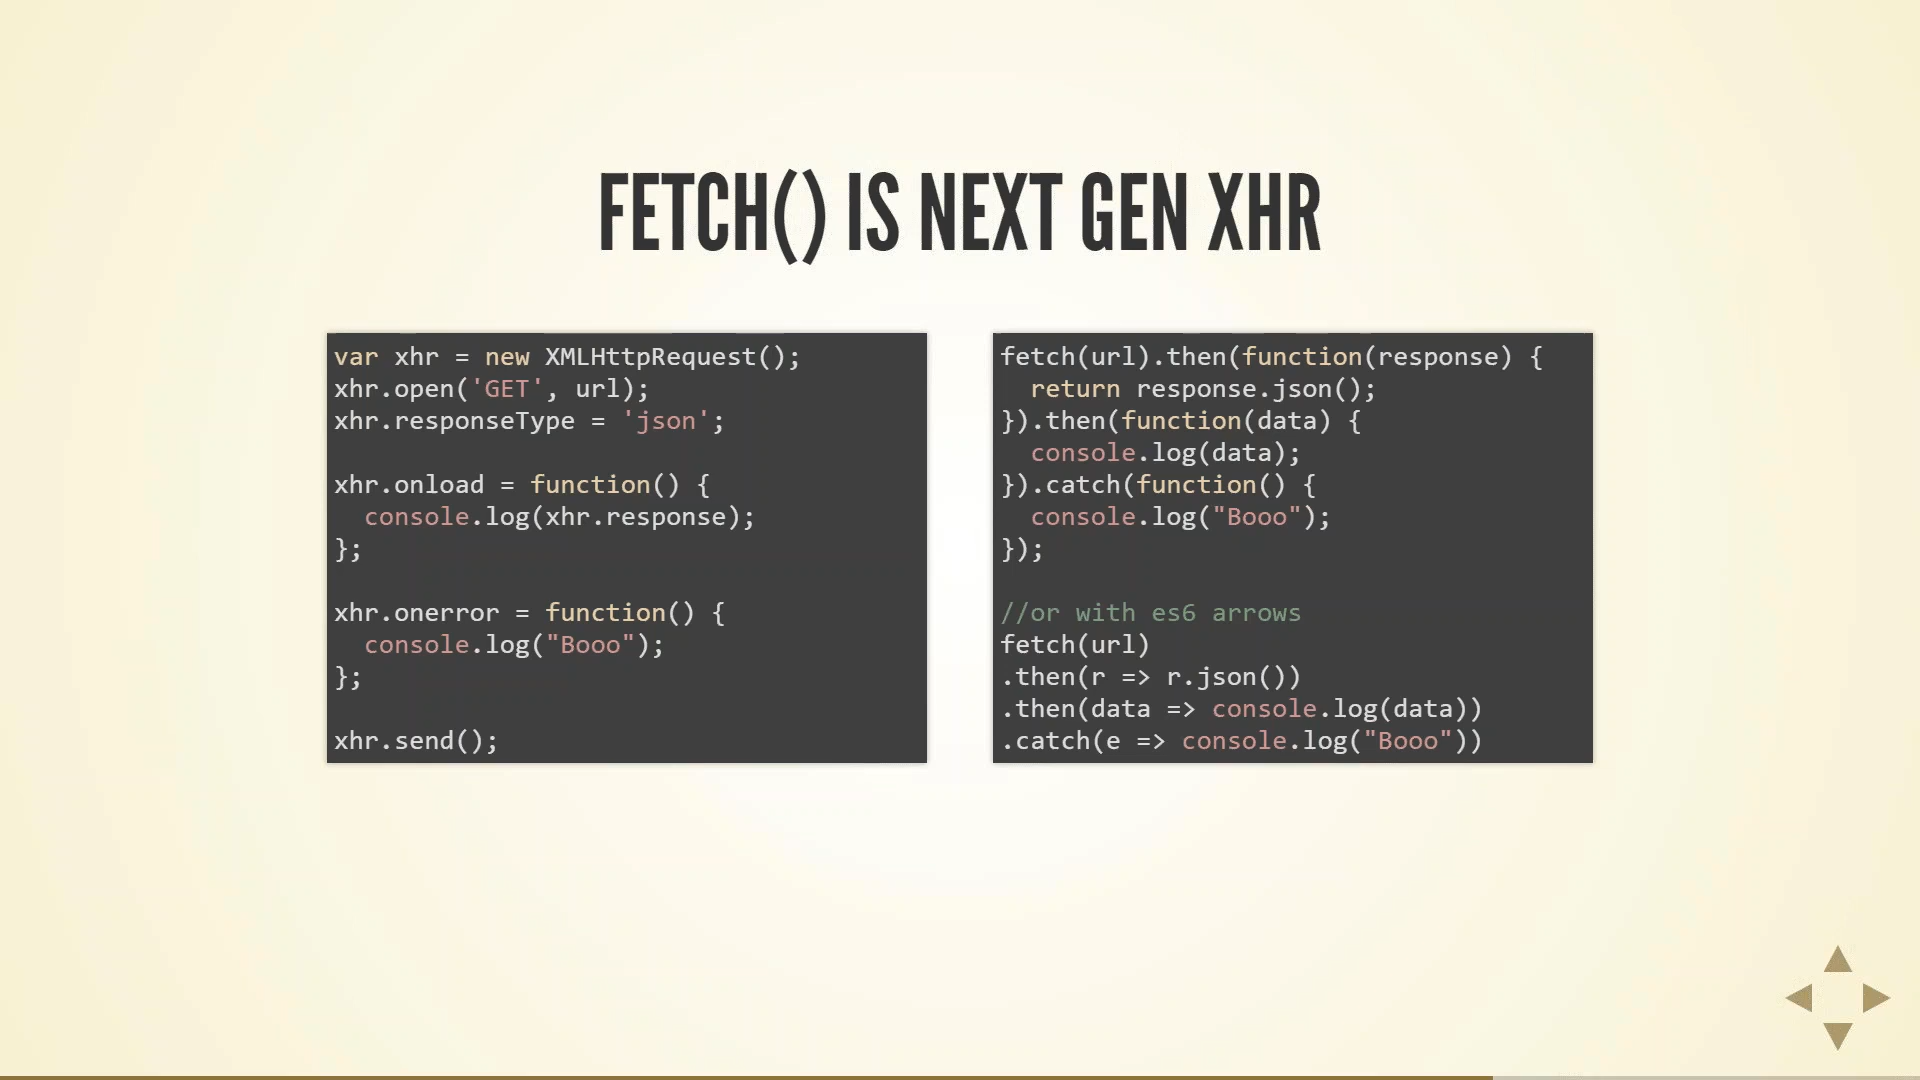 FETCH() IS NEXT GEN XHR
var xhr = new XMLHttpRequest();
xhr.open('GET', url);
xhr.responseType = 'json';
xhr.onload = function() {
  console.log(xhr.response);
};
xhr.onerror = function() {
  console.log("Booo");
};
xhr.send();
fetch(url).then(function(response) {
  return response.json();
}).then(function(data) {
  console.log(data);
}).catch(function() {
  console.log("Booo");
});
//or with es6 arrows
fetch(url)
.then(r => r.json())
.then(data => console.log(data))
.catch(e => console.log("Booo"))